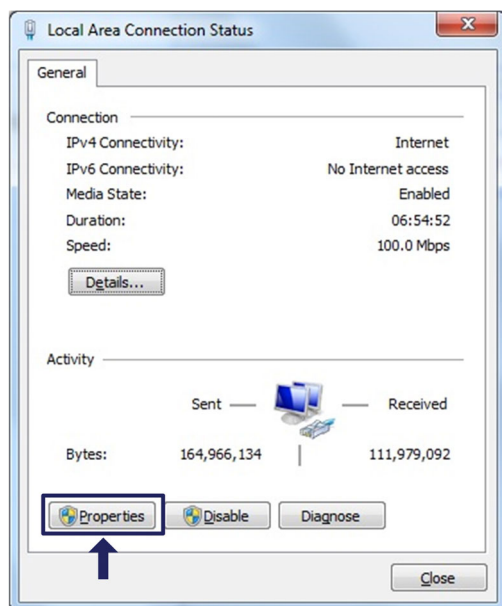 Local Area Connection Status
General
Connection
IPv4 Connectivity: Internet
IPv6 Connectivity: No Internet access
Media State: Enabled
Duration: 06:54:52
Speed: 100.0 Mbps
Details...
Activity
Sent Received
Bytes: 164,966,134 111,979,092
Properties Disable Diagnose
Close